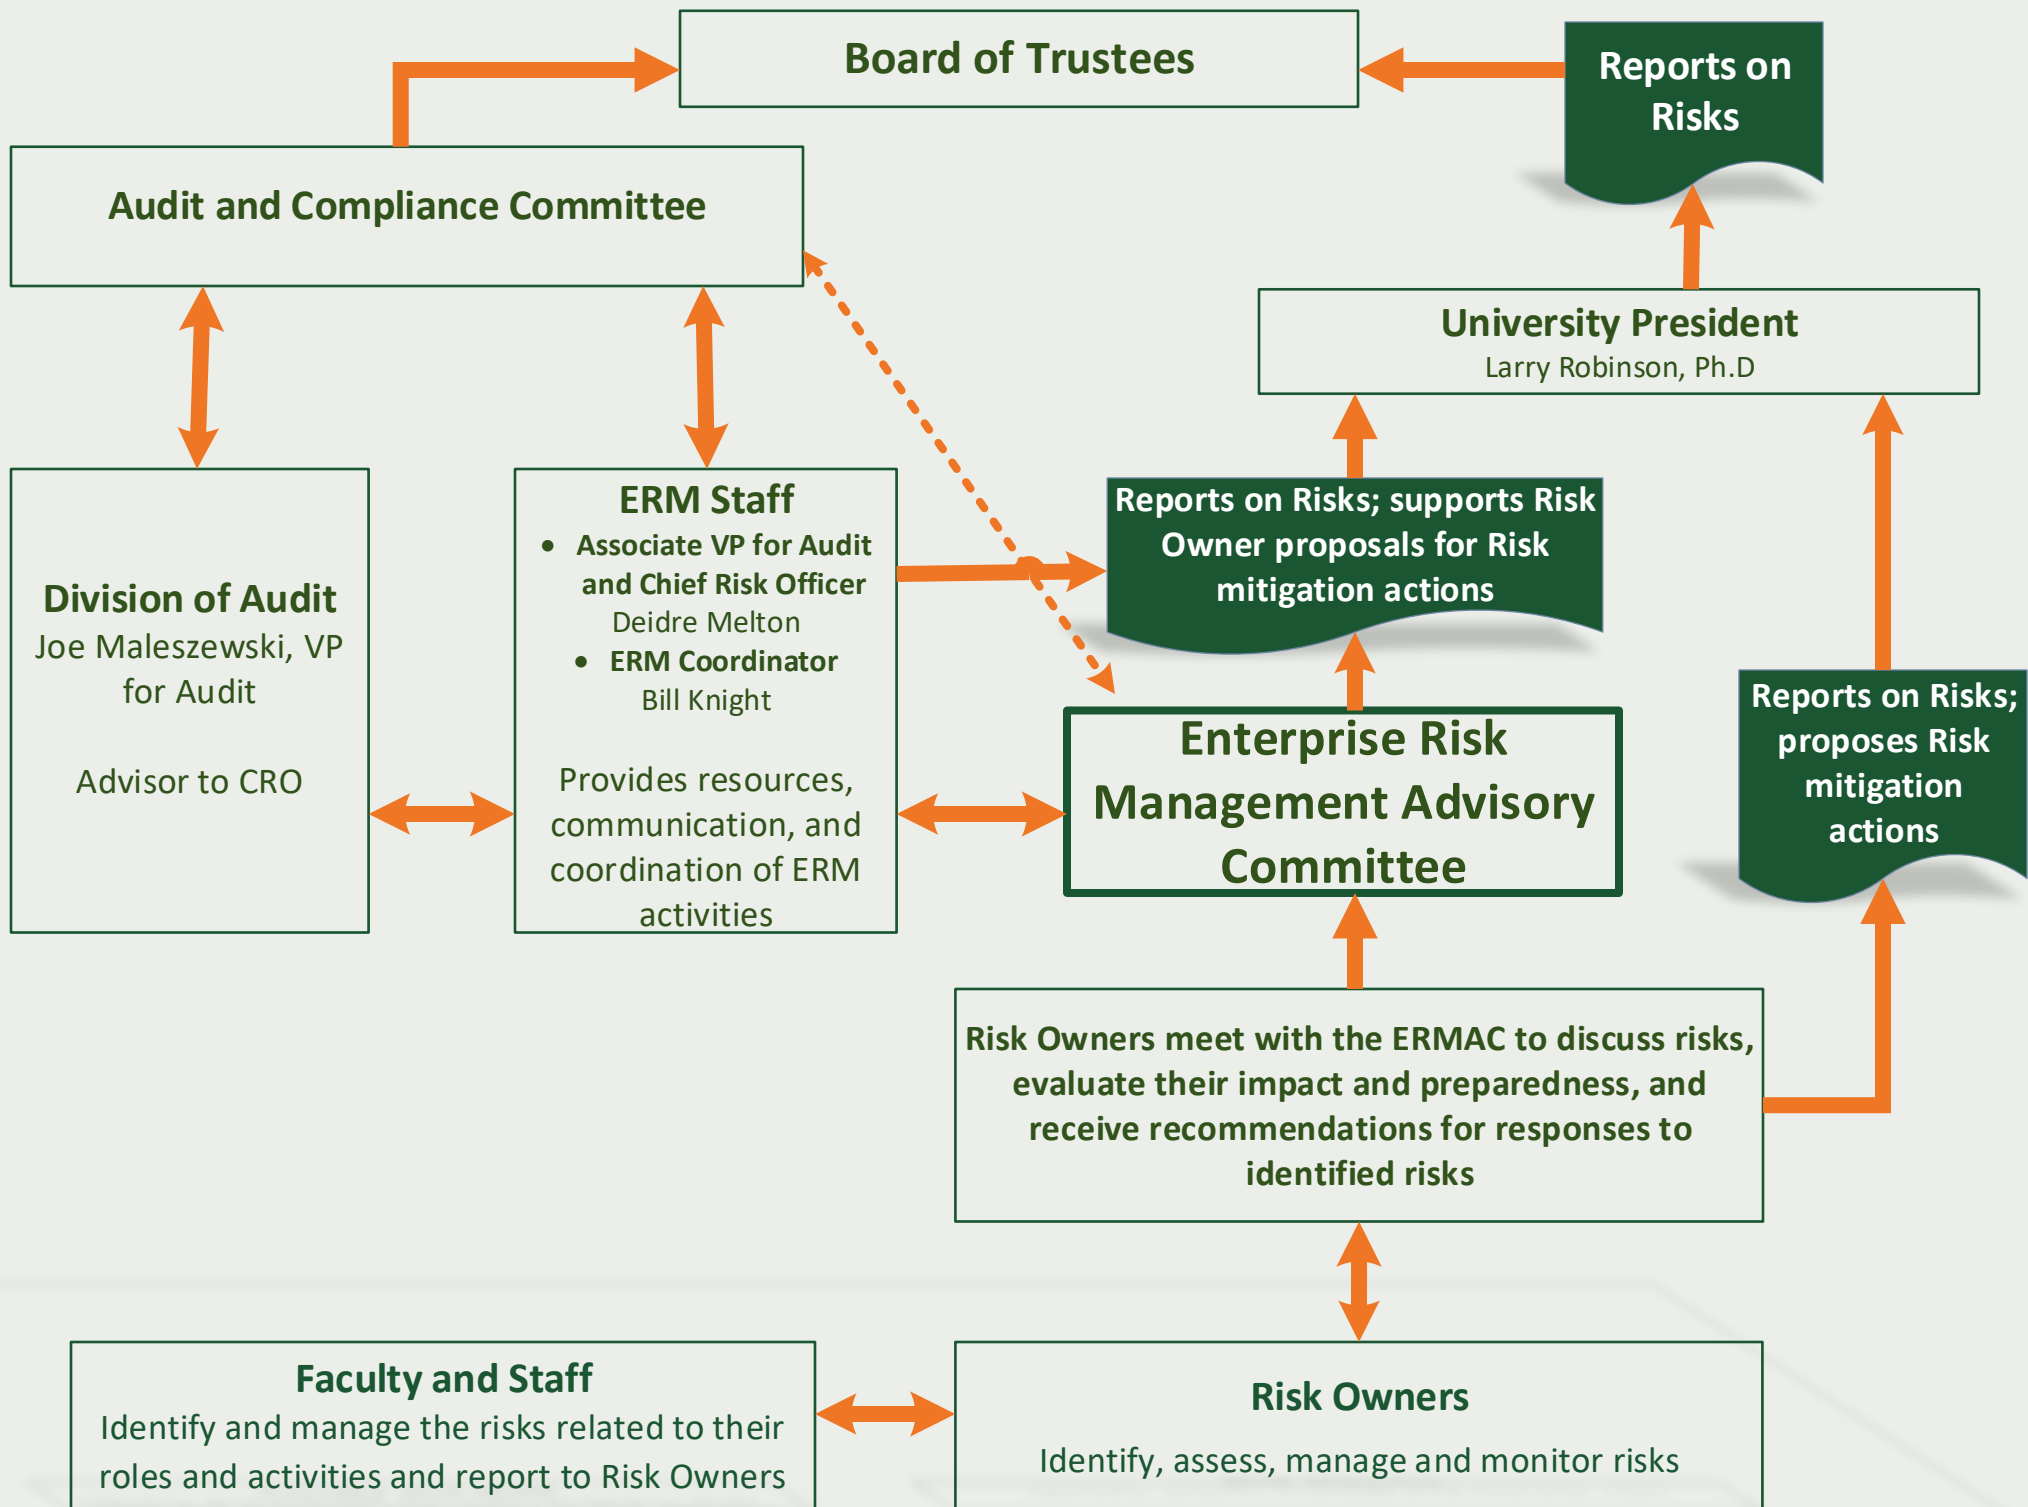 Board of Trustees
Reports on
Risks
Audit and Compliance Committee
University President
Larry Robinson, Ph.D
Division of Audit
Joe Maleszewski, VP
for Audit
Advisor to CRO
ERM Staff
• Associate VP for Audit
and Chief Risk Officer
Deidre Melton
• ERM Coordinator
Bill Knight
Provides resources,
communication, and
coordination of ERM
activities
Reports on Risks; supports Risk
Owner proposals for Risk
mitigation actions
Enterprise Risk
Management Advisory
Committee
Reports on Risks;
proposes Risk
mitigation
actions
Risk Owners meet with the ERMAC to discuss risks,
evaluate their impact and preparedness, and
receive recommendations for responses to
identified risks
Faculty and Staff
Identify and manage the risks related to their
roles and activities and report to Risk Owners
Risk Owners
Identify, assess, manage and monitor risks